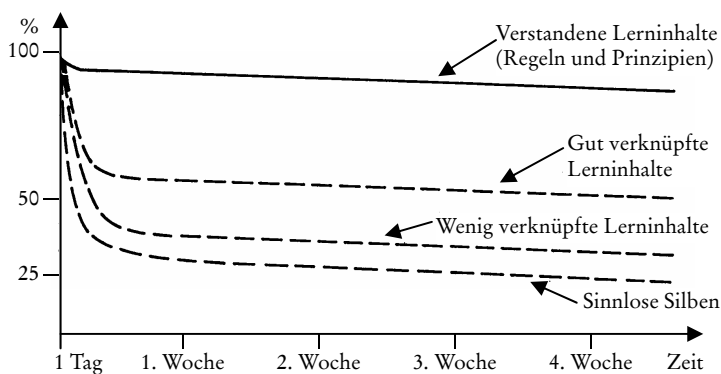 %
100
Verstandene Lerninhalte
(Regeln und Prinzipien)
Gut verknüpfte
Lerninhalte
50
Wenig verknüpfte Lerninhalte
25
Sinnlose Silben
1 Tag 1. Woche 2. Woche 3. Woche 4. Woche Zeit